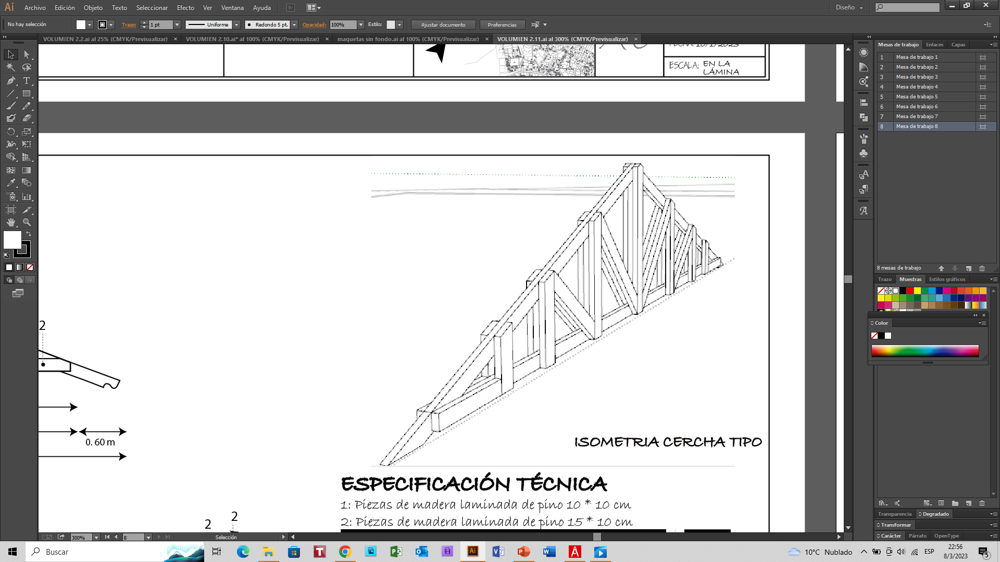 Ai Archivo Edición Objeto Texto Seleccionar Efecto Ver Ventana Ayuda Br Diseño
No hay selección Trazo: 1 pt Uniforme Redondo 5 pt. Opacidad: 100% Estilo: Ajustar documento Preferencias
VOLUMIEN 2.2.ai al 25% (CMYK/Previsualizar) × VOLUMIEN 2.10.ai* al 100% (CMYK/Previsualizar) × maquetas sin fondo.ai al 100% (CMYK/Previsualizar) × VOLUMIEN 2.11.ai al 300% (CMYK/Previsualizar) ×
Mesas de trabajo Enlaces Capas
1 Mesa de trabajo 1
2 Mesa de trabajo 2
3 Mesa de trabajo 3
4 Mesa de trabajo 4
5 Mesa de trabajo 5
6 Mesa de trabajo 6
7 Mesa de trabajo 7
8 Mesa de trabajo 8
8 mesas de trabajo
Trazo Muestras Estilos gráficos
Color
Transparencia Degradado
Transformar
Carácter Párrafo OpenType
FECHA: 10/1/2023
ESCALA: EN LA
LÁMINA
2
0.60 m
ISOMETRIA CERCHA TIPO
ESPECIFICACIÓN TÉCNICA
1: Piezas de madera laminada de pino 10 * 10 cm
2: Piezas de madera laminada de pino 15 * 10 cm
2 2
300% 8 Selección
Buscar
10°C Nublado ESP 22:56
8/3/2023 5